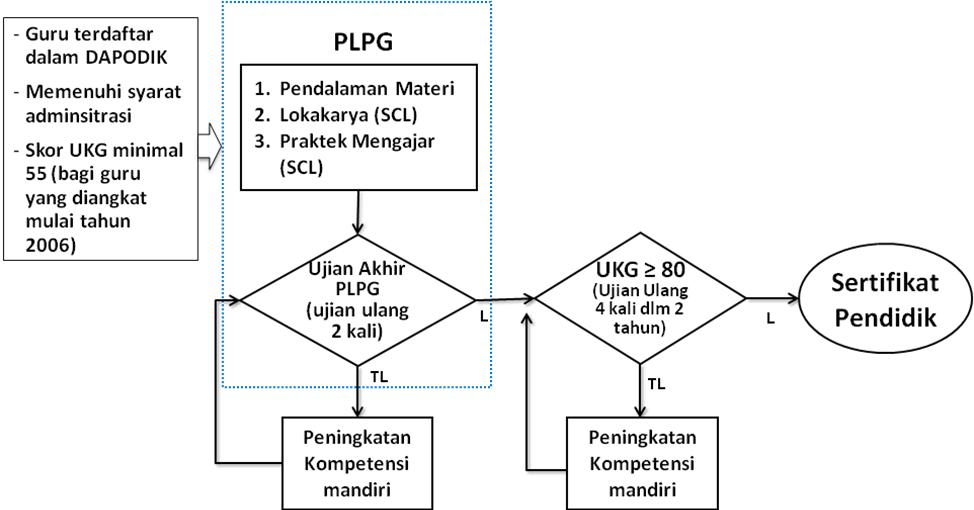 - Guru terdaftar
dalam DAPODIK
- Memenuhi syarat
adminsitrasi
- Skor UKG minimal
55 (bagi guru
yang diangkat
mulai tahun
2006)
PLPG
1. Pendalaman Materi
2. Lokakarya (SCL)
3. Praktek Mengajar
(SCL)
Ujian Akhir
PLPG
(ujian ulang
2 kali)
L
TL
Peningkatan
Kompetensi
mandiri
UKG ≥ 80
(Ujian Ulang
4 kali dlm 2
tahun)
L
TL
Peningkatan
Kompetensi
mandiri
Sertifikat
Pendidik